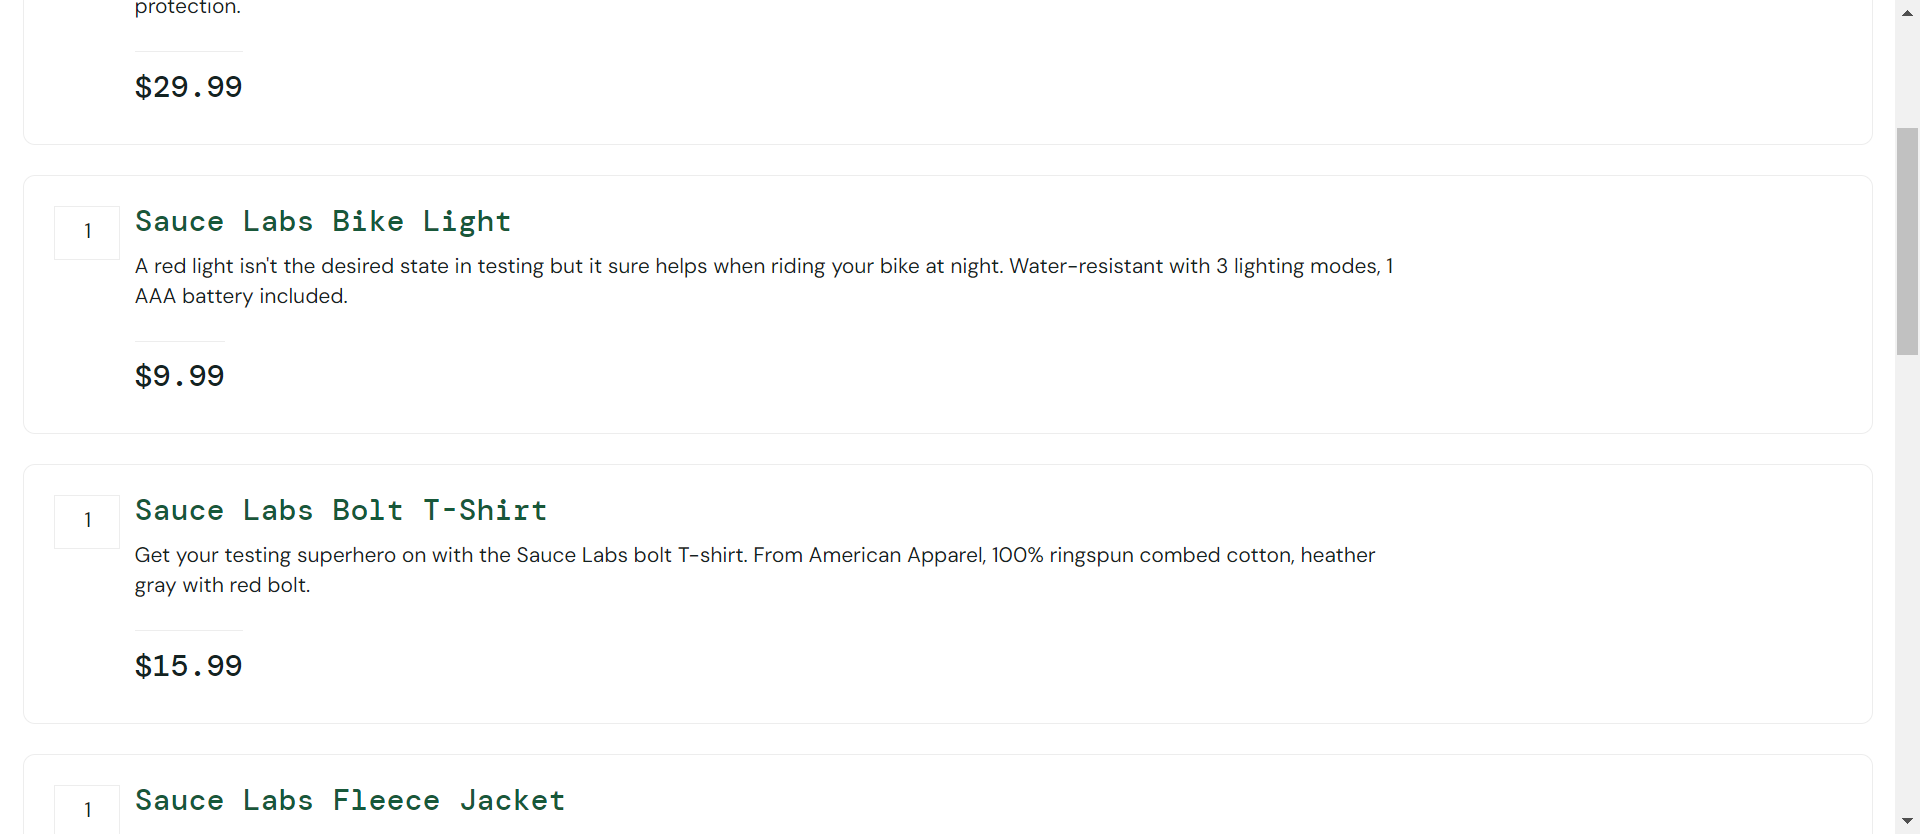 protection.
$29.99
1
Sauce Labs Bike Light
A red light isn't the desired state in testing but it sure helps when riding your bike at night. Water-resistant with 3 lighting modes, 1
AAA battery included.
$9.99
1
Sauce Labs Bolt T-Shirt
Get your testing superhero on with the Sauce Labs bolt T-shirt. From American Apparel, 100% ringspun combed cotton, heather
gray with red bolt.
$15.99
1
Sauce Labs Fleece Jacket